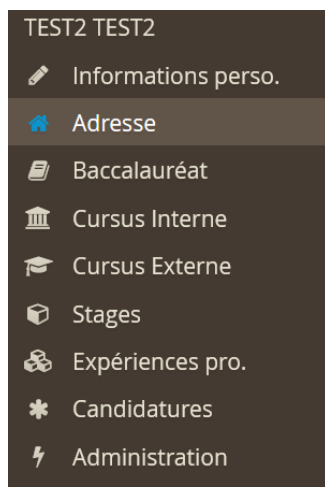 TEST2 TEST2
Informations perso.
Adresse
Baccalauréat
Cursus Interne
Cursus Externe
Stages
Expériences pro.
Candidatures
Administration